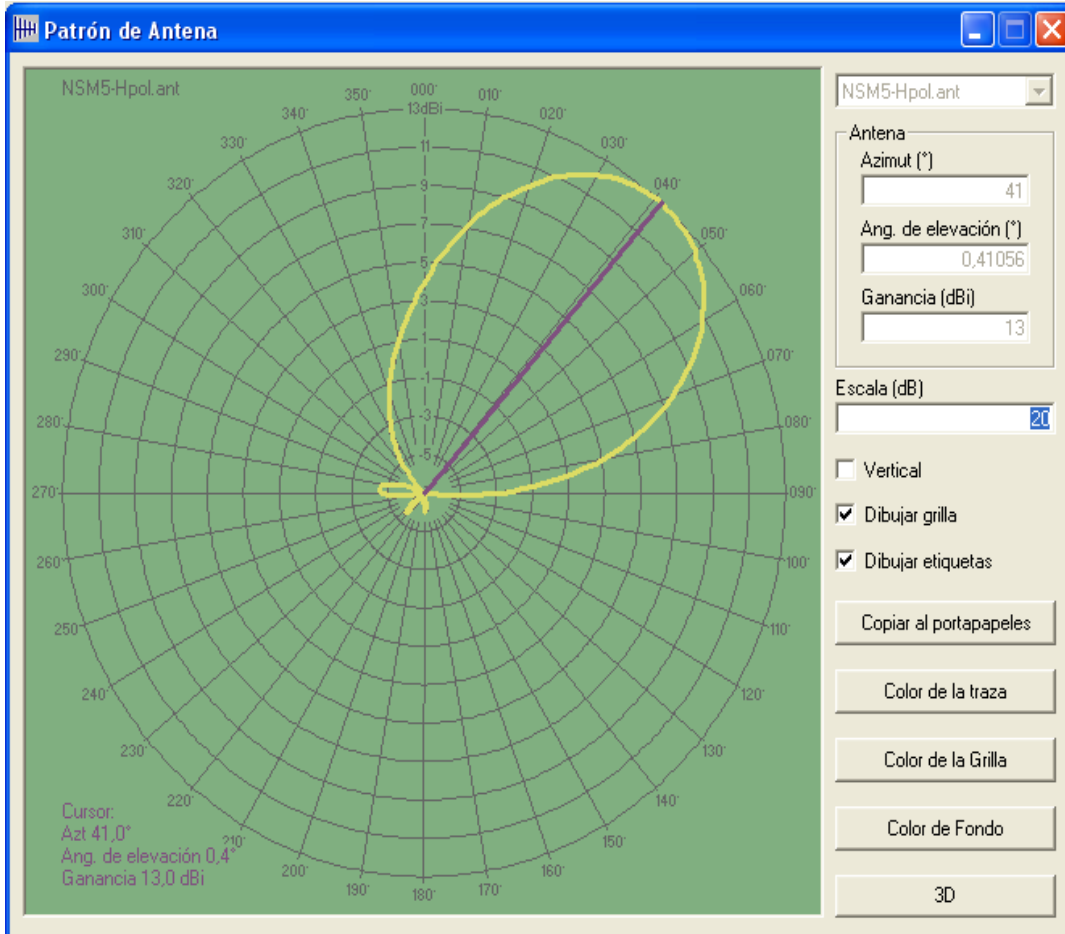 Patrón de Antena
NSM5-Hpol.ant
000°
13dBi
010°
020°
030°
040°
050°
060°
070°
080°
090°
100°
110°
120°
130°
140°
150°
160°
170°
180°
190°
200°
210°
220°
230°
240°
250°
260°
270°
280°
290°
300°
310°
320°
330°
340°
350°
11
9
7
5
3
1
-1
-3
-5
Cursor:
Azt 41,0°
Ang. de elevación 0,4°
Ganancia 13,0 dBi
NSM5-Hpol.ant
Antena
Azimut (°)
41
Ang. de elevación (°)
0,41056
Ganancia (dBi)
13
Escala (dB)
20
Vertical
Dibujar grilla
Dibujar etiquetas
Copiar al portapapeles
Color de la traza
Color de la Grilla
Color de Fondo
3D